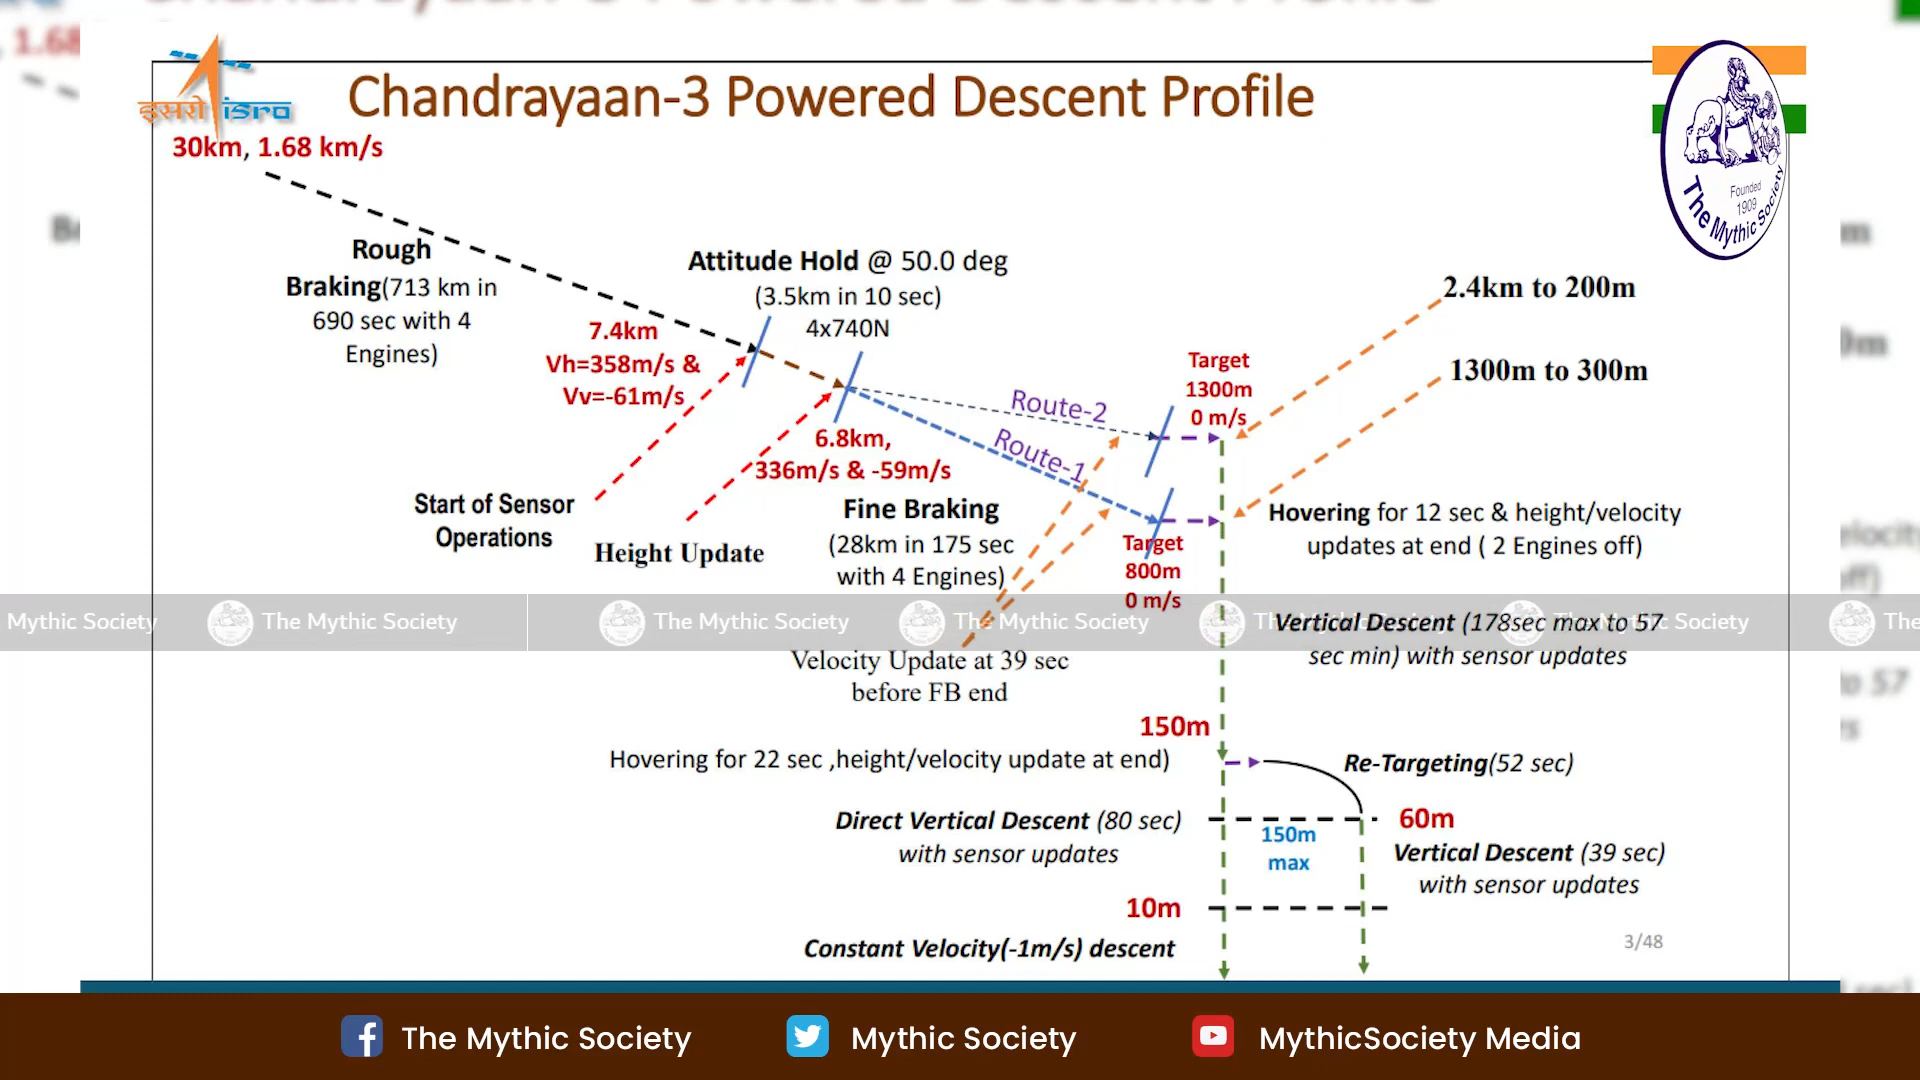 Chandrayaan-3 Powered Descent Profile
इसरो isro
Founded
1909
The Mythic Society
30km, 1.68 km/s
Rough
Braking(713 km in
690 sec with 4
Engines)
Attitude Hold @ 50.0 deg
(3.5km in 10 sec)
4x740N
2.4km to 200m
1300m to 300m
7.4km
Vh=358m/s &
Vv=-61m/s
Target
1300m
0 m/s
Route-2
Route-1
6.8km,
336m/s & -59m/s
Start of Sensor
Operations
Height Update
Fine Braking
(28km in 175 sec
with 4 Engines)
Target
800m
0 m/s
Hovering for 12 sec & height/velocity
updates at end ( 2 Engines off)
Mythic Society The Mythic Society The Mythic Society The Mythic Society The Mythic Society The Mythic Society The
Vertical Descent (178sec max to 57
sec min) with sensor updates
Velocity Update at 39 sec
before FB end
150m
Hovering for 22 sec ,height/velocity update at end)
Re-Targeting(52 sec)
Direct Vertical Descent (80 sec)
with sensor updates
60m
150m
max
Vertical Descent (39 sec)
with sensor updates
10m
Constant Velocity(-1m/s) descent
3/48
The Mythic Society
Mythic Society
MythicSociety Media